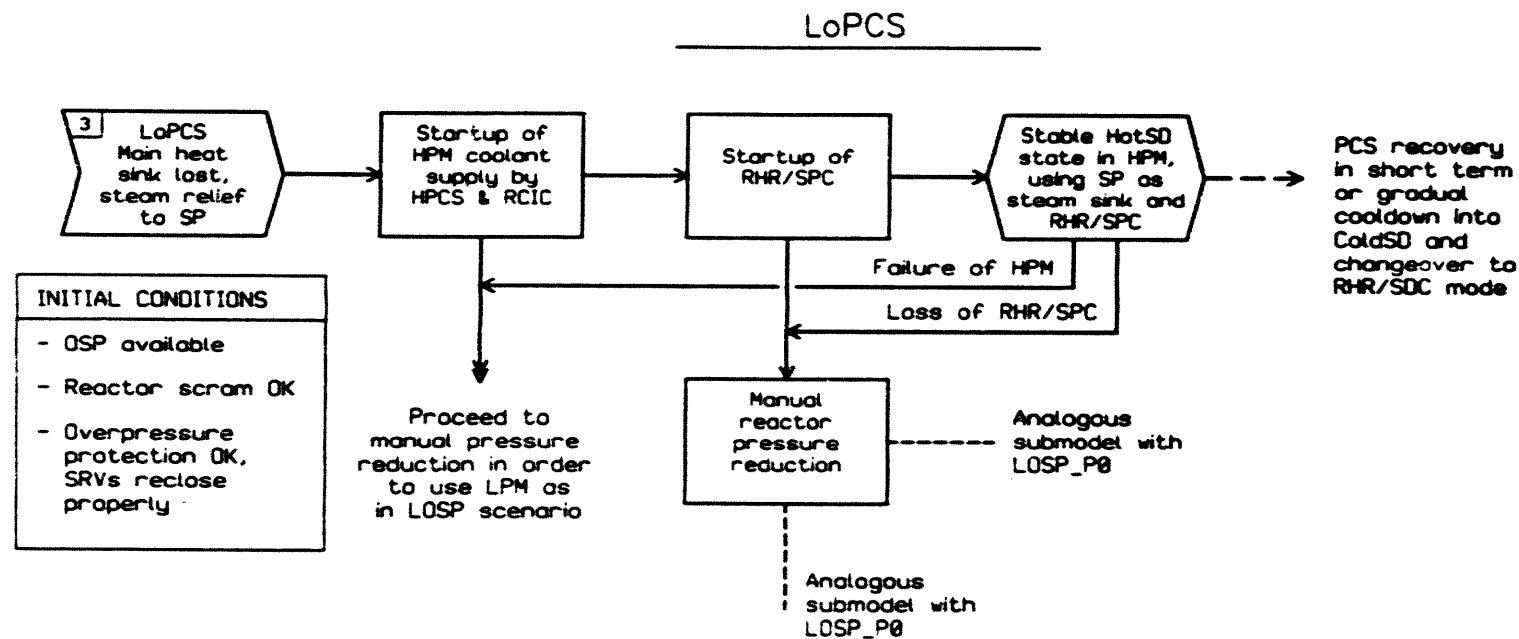 LoPCS
3
LoPCS
Main heat
sink lost,
steam relief
to SP
Startup of
HPM coolant
supply by
HPCS & RCIC
Startup of
RHR/SPC
Stable HotSD
state in HPM,
using SP as
steam sink and
RHR/SPC
PCS recovery
in short term
or gradual
cooldown into
ColdSD and
changeover to
RHR/SDC mode
Failure of HPM
Loss of RHR/SPC
INITIAL CONDITIONS
- OSP available
- Reactor scram OK
- Overpressure
protection OK,
SRVs reclose
properly
Proceed to
manual pressure
reduction in order
to use LPM as
in LOSP scenario
Manual
reactor
pressure
reduction
Analogous
submodel with
LOSP_P0
Analogous
submodel with
LOSP_P0